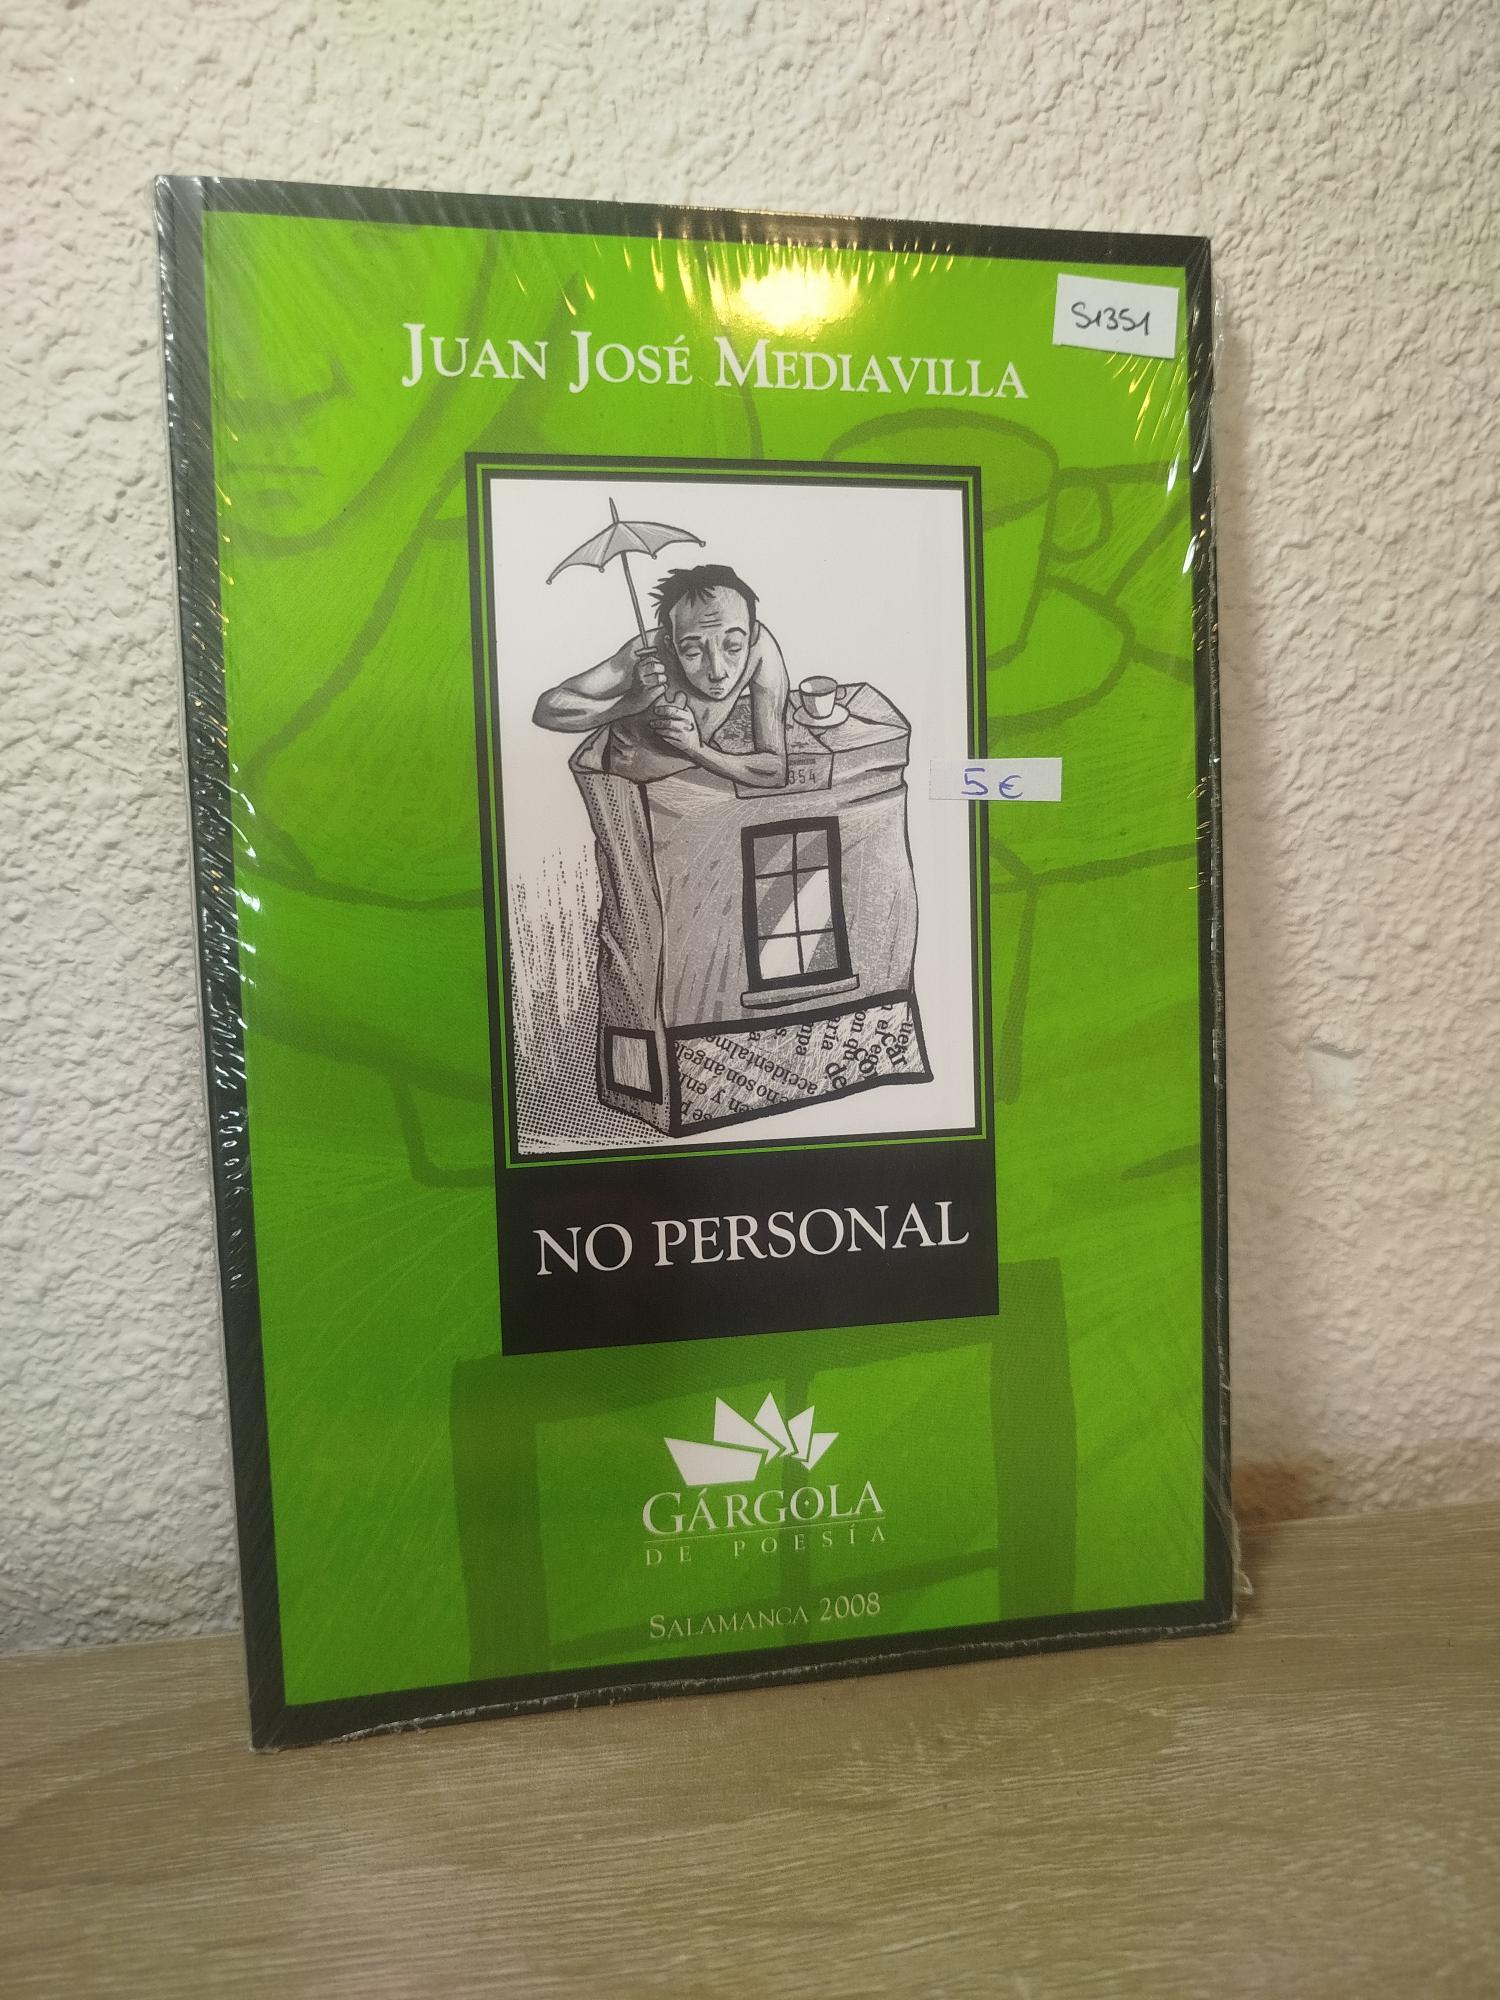 S1351
JUAN JOSÉ MEDIAVILLA
354
5 €
NO PERSONAL
GÁRGOLA
DE POESÍA
SALAMANCA 2008